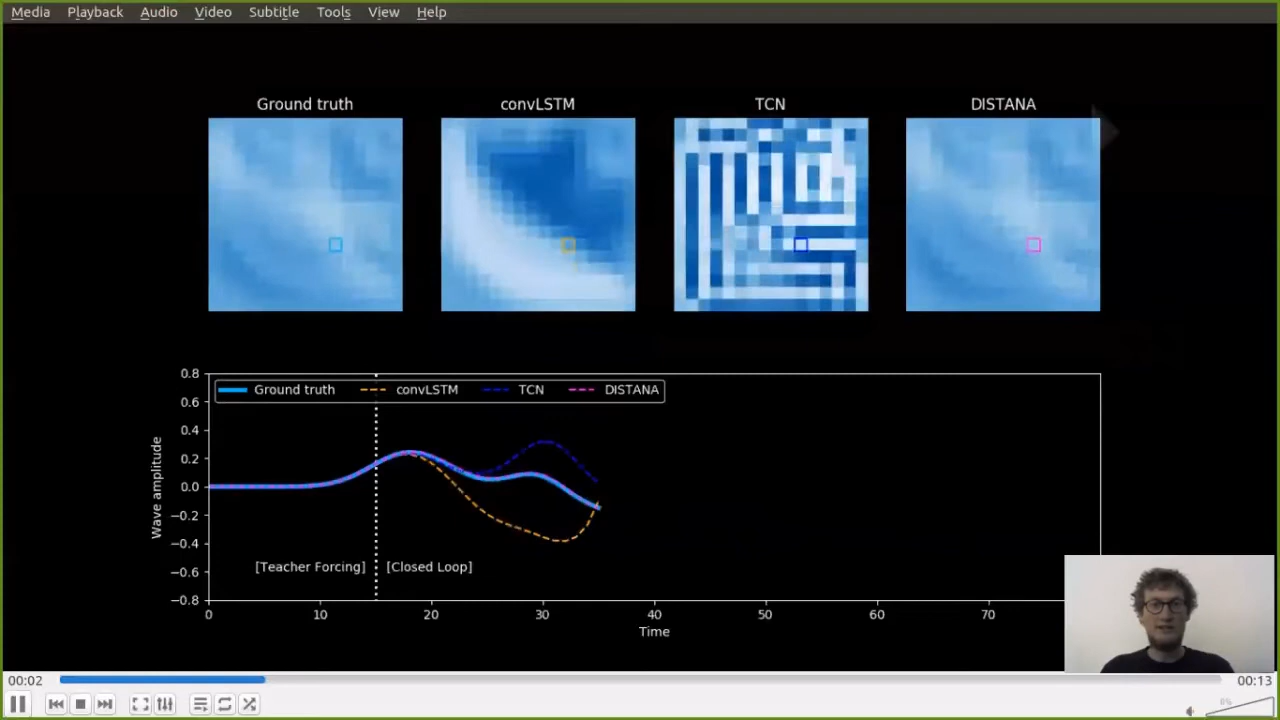 Media Playback Audio Video Subtitle Tools View Help
Ground truth convLSTM TCN DISTANA
0.8
0.6
0.4
0.2
0.0
−0.2
−0.4
−0.6
−0.8
Wave amplitude
Ground truth convLSTM TCN DISTANA
[Teacher Forcing] [Closed Loop]
0 10 20 30 40 50 60 70
Time
00:02 00:13
6%